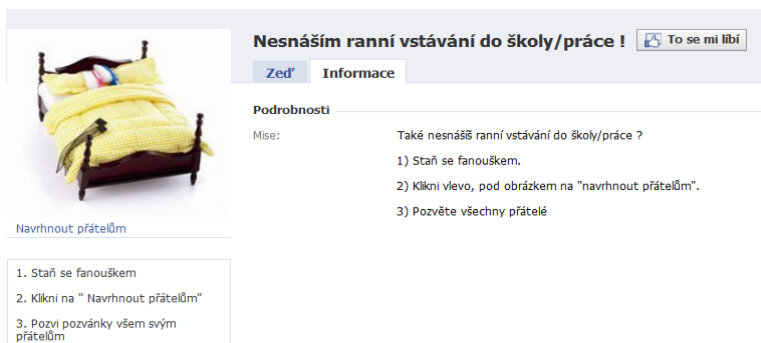 Nesnáším ranní vstávání do školy/práce !
To se mi líbí
Zeď
Informace
Podrobnosti
Mise:
Také nesnášíš ranní vstávání do školy/práce ?
1) Staň se fanouškem.
2) Klikni vlevo, pod obrázkem na "navrhnout přátelům".
3) Pozvěte všechny přátelé
Navrhnout přátelům
1. Staň se fanouškem
2. Klikni na " Navrhnout přátelům"
3. Pozvi pozvánky všem svým
přátelům